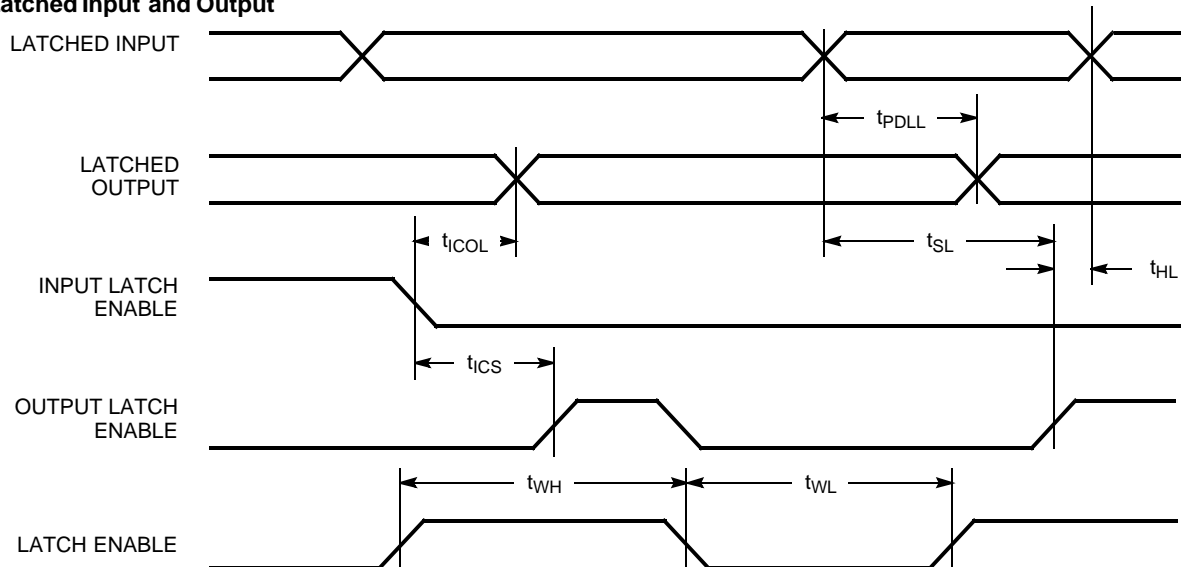 Latched Input and Output
LATCHED INPUT
tPDLL
LATCHED
OUTPUT
tICOL
tSL
tHL
INPUT LATCH
ENABLE
tICS
OUTPUT LATCH
ENABLE
tWH
tWL
LATCH ENABLE